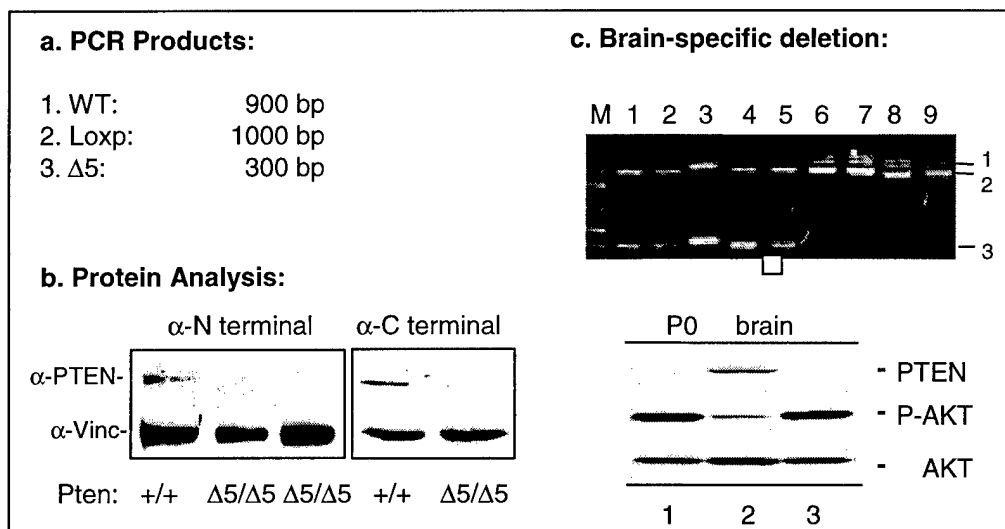 a. PCR Products:
1. WT: 900 bp
2. Loxp: 1000 bp
3. Δ5: 300 bp
b. Protein Analysis:
α-N terminal α-C terminal
α-PTEN-
α-Vinc-
Pten: +/+ Δ5/Δ5 Δ5/Δ5 +/+ Δ5/Δ5
c. Brain-specific deletion:
M 1 2 3 4 5 6 7 8 9
1
2
3
P0 brain
- PTEN
- P-AKT
- AKT
1 2 3